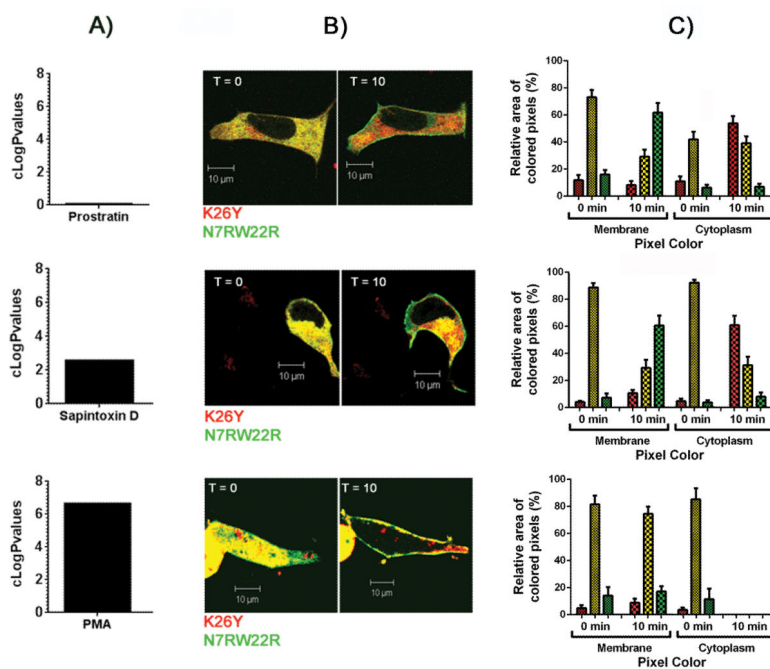 A)
B)
C)
8
6
4
2
0
cLogPvalues
Prostratin
T = 0
T = 10
10 µm
10 µm
K26Y
N7RW22R
100
80
60
40
20
0
Relative area of
colored pixels (%)
0 min
10 min
0 min
10 min
Membrane
Cytoplasm
Pixel Color
8
6
4
2
0
cLogPvalues
Sapintoxin D
T = 0
T = 10
10 µm
10 µm
K26Y
N7RW22R
100
80
60
40
20
0
Relative area of
colored pixels (%)
0 min
10 min
0 min
10 min
Membrane
Cytoplasm
Pixel Color
8
6
4
2
0
cLogPvalues
PMA
T = 0
T = 10
10 µm
10 µm
K26Y
N7RW22R
100
80
60
40
20
0
Relative area of
colored pixels (%)
0 min
10 min
0 min
10 min
Membrane
Cytoplasm
Pixel Color